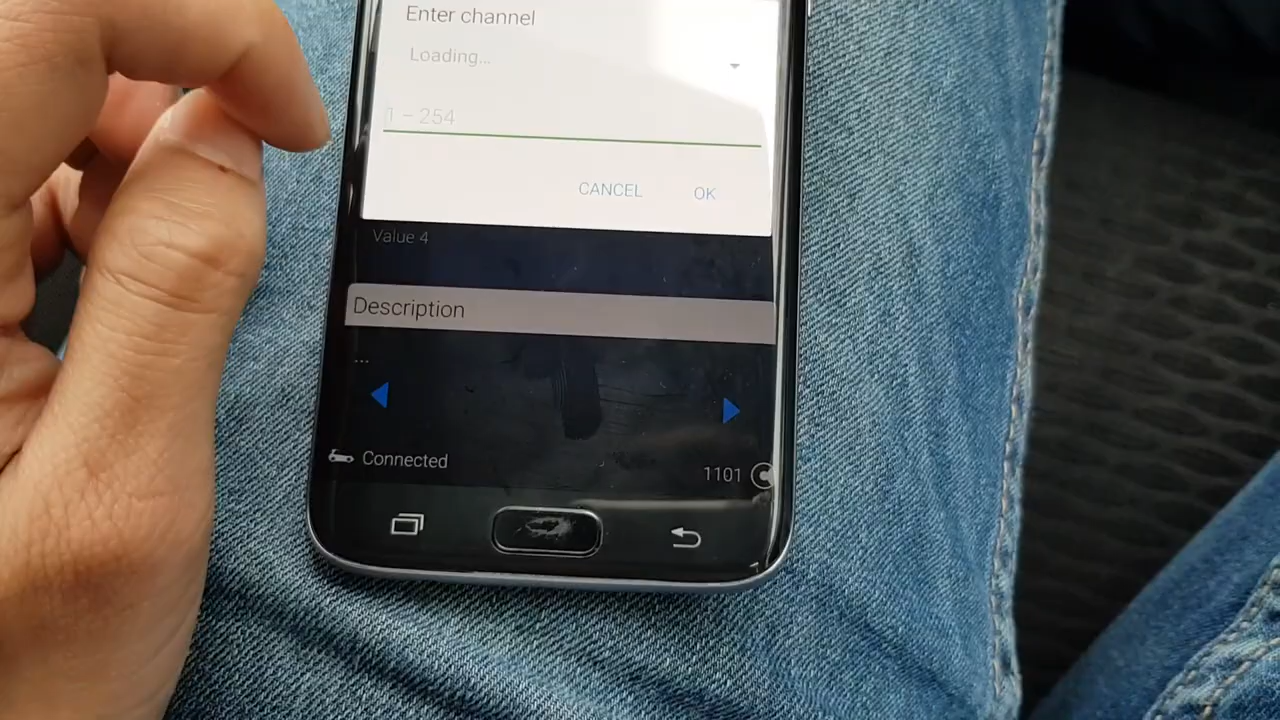 Enter channel
Loading...
1 – 254
CANCEL OK
Value 4
Description
...
Connected 1101